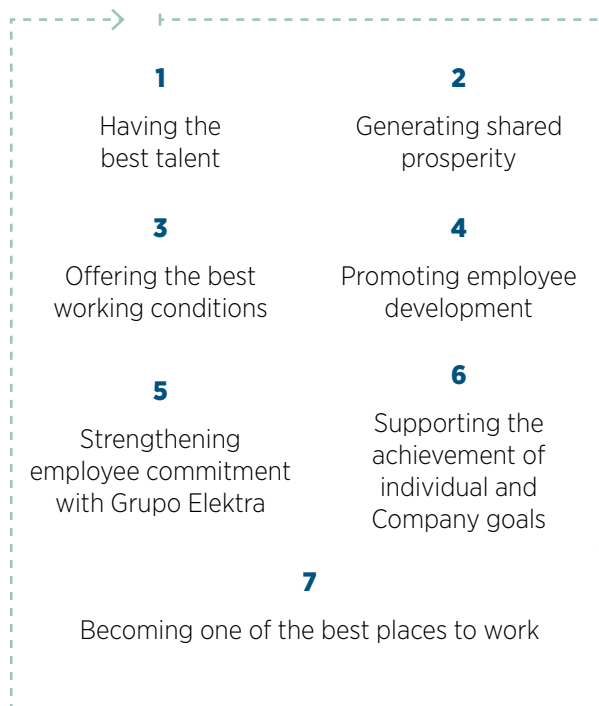 1
Having the
best talent
2
Generating shared
prosperity
3
Offering the best
working conditions
4
Promoting employee
development
5
Strengthening
employee commitment
with Grupo Elektra
6
Supporting the
achievement of
individual and
Company goals
7
Becoming one of the best places to work